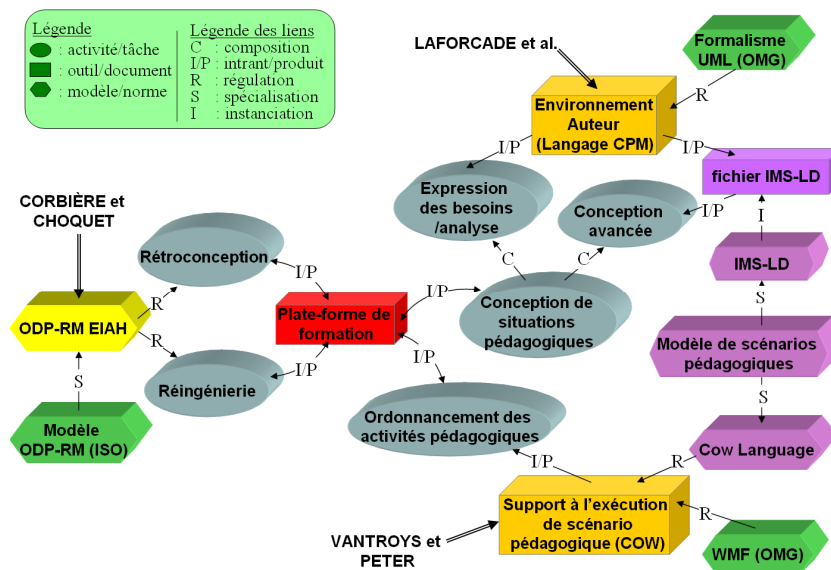 Légende
: activité/tâche
: outil/document
: modèle/norme
Légende des liens
C : composition
I/P : intrant/produit
R : régulation
S : spécialisation
I : instanciation
LAFORCADE et al.
Formalisme
UML (OMG)
R
Environnement
Auteur
(Langage CPM)
I/P
I/P
fichier IMS-LD
Expression
des besoins
/analyse
Conception
avancée
I/P
I
CORBIÈRE et
CHOQUET
Rétroconception
C
C
IMS-LD
I/P
I/P
S
R
ODP-RM EIAH
Plate-forme de
formation
Conception de
situations
pédagogiques
Modèle de scénarios
pédagogiques
R
I/P
I/P
S
Réingénierie
S
Ordonnancement des
activités pédagogiques
Modèle
ODP-RM (ISO)
Cow Language
I/P
R
Support à l'exécution
de scénario
pédagogique (COW)
R
VANTROYS et
PETER
WMF (OMG)